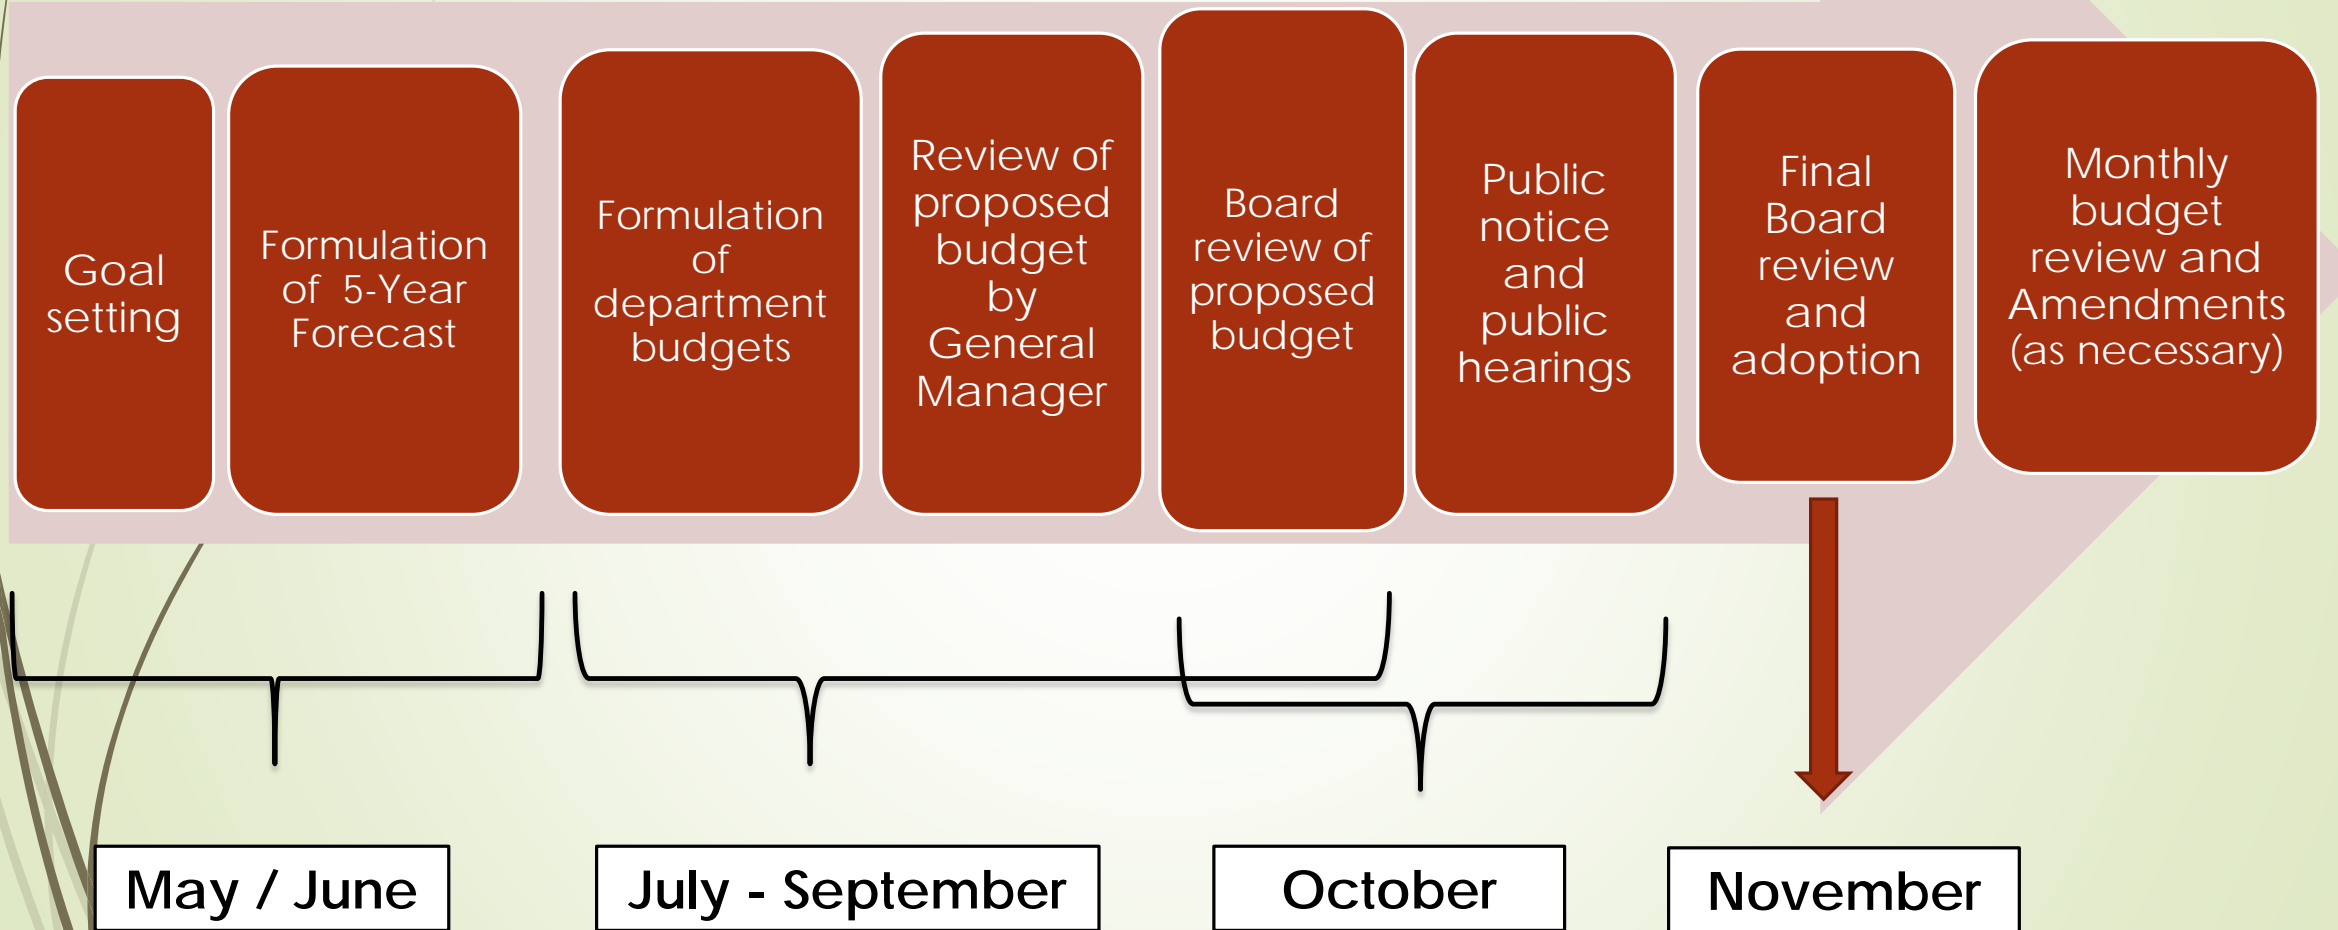 Goal
setting
Formulation
of 5-Year
Forecast
Formulation
of
department
budgets
Review of
proposed
budget
by
General
Manager
Board
review of
proposed
budget
Public
notice
and
public
hearings
Final
Board
review
and
adoption
Monthly
budget
review and
Amendments
(as necessary)
May / June
July - September
October
November